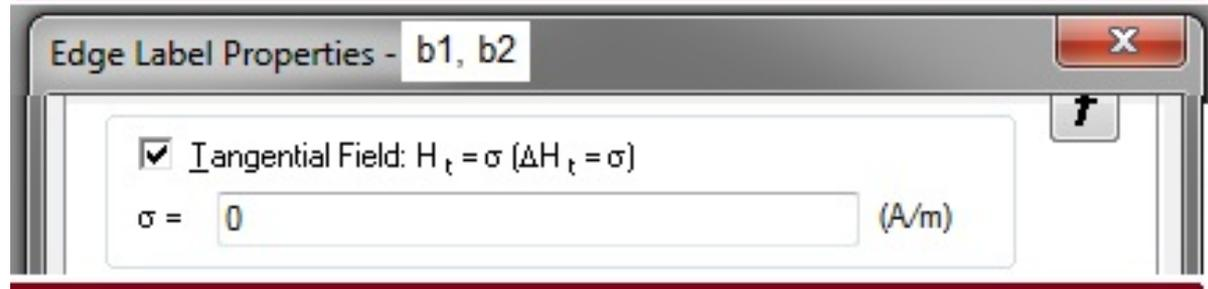 Edge Label Properties - b1, b2
X
f
Tangential Field: H t = σ (ΔH t = σ)
σ = 0 (A/m)